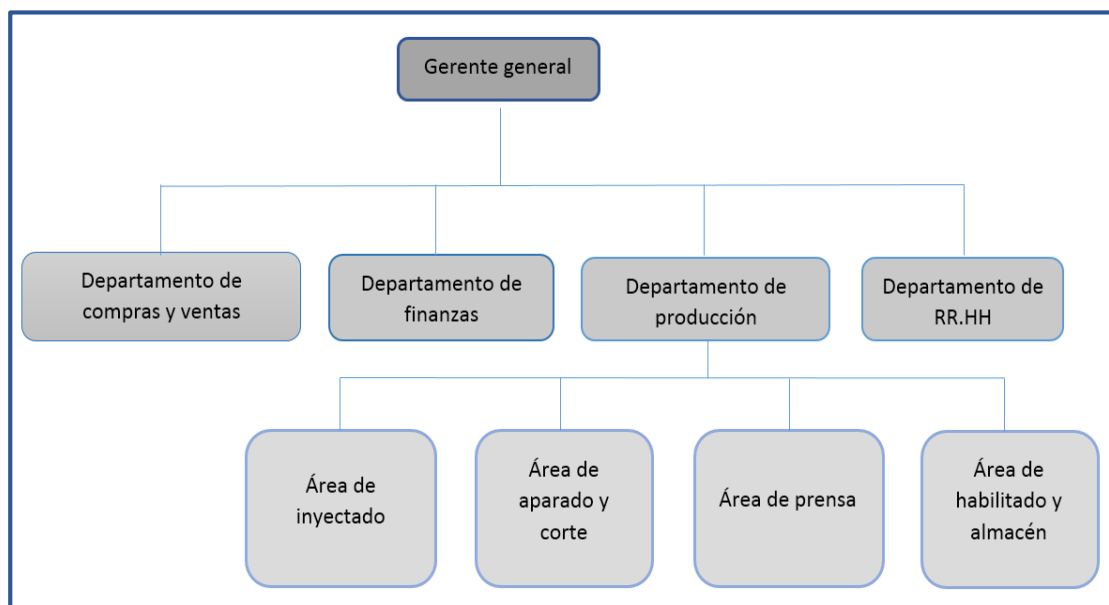 Gerente general
Departamento de
compras y ventas
Departamento de
finanzas
Departamento de
producción
Departamento de
RR.HH
Área de
inyectado
Área de
aparado y
corte
Área de prensa
Área de
habilitado y
almacén